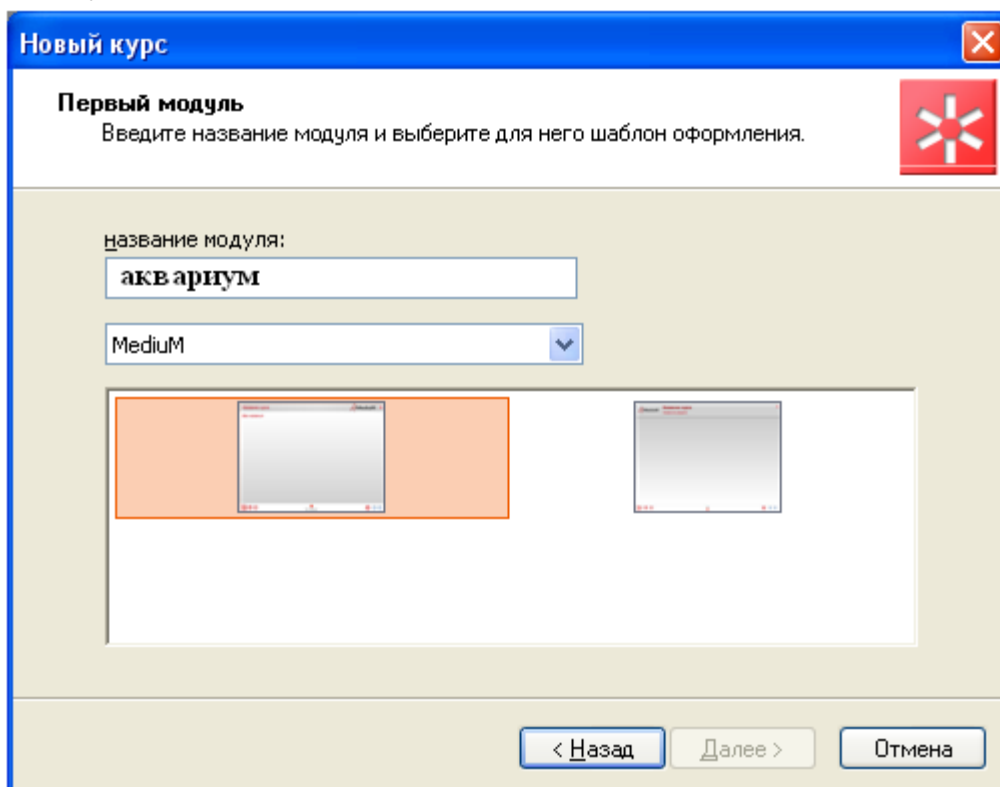 Новый курс
Первый модуль
Введите название модуля и выберите для него шаблон оформления.
название модуля:
аквариум
MediuM
< Назад
Далее >
Отмена